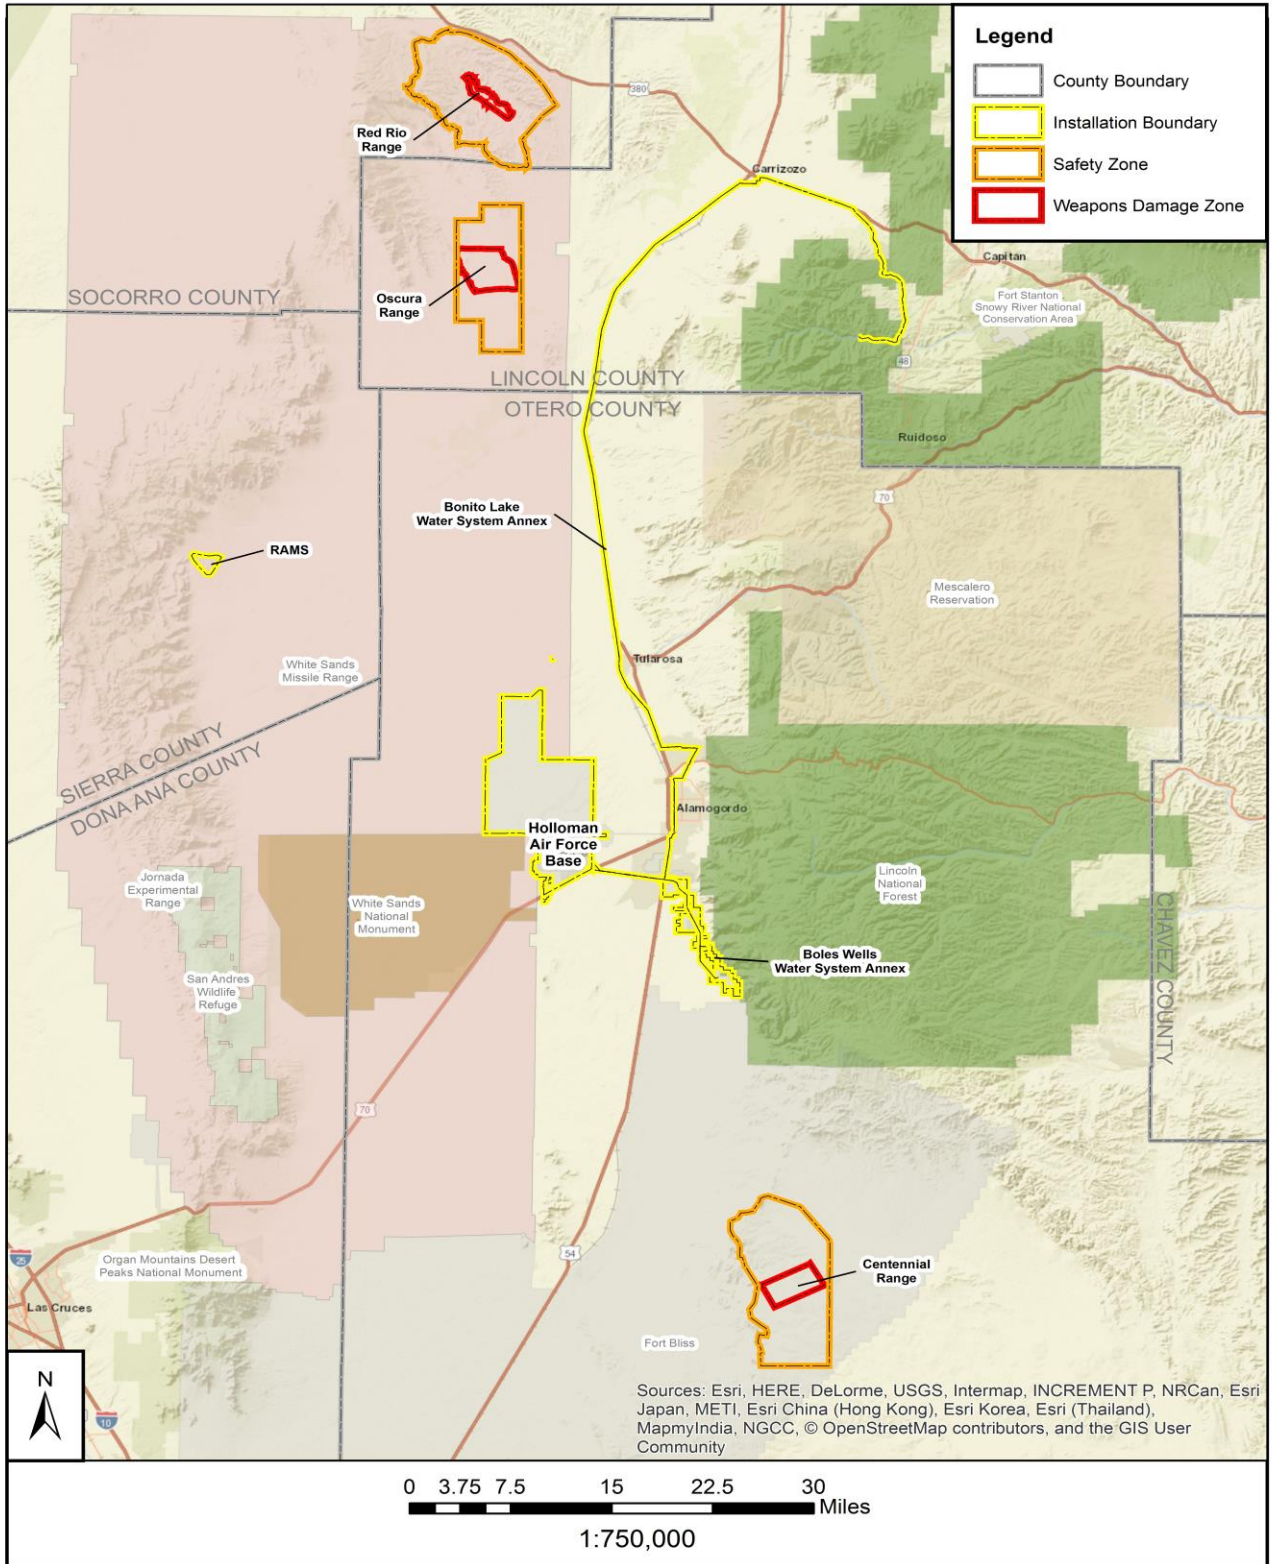 Legend
County Boundary
Installation Boundary
Safety Zone
Weapons Damage Zone
380
Red Rio
Range
Carrizozo
Capitan
Oscura
Range
SOCORRO COUNTY
Fort Stanton
Snowy River National
Conservation Area
48
LINCOLN COUNTY
OTERO COUNTY
Ruidoso
70
Bonito Lake
Water System Annex
RAMS
Mescalero
Reservation
White Sands
Missile Range
Tularosa
SIERRA COUNTY
DONA ANA COUNTY
Alamogordo
Holloman
Air Force
Base
Jornada
Experimental
Range
White Sands
National
Monument
Lincoln
National
Forest
CHAVEZ COUNTY
Boles Wells
Water System Annex
San Andres
Wildlife
Refuge
70
54
25
Organ Mountains Desert
Peaks National Monument
Centennial
Range
Las Cruces
Fort Bliss
N
10
Sources: Esri, HERE, DeLorme, USGS, Intermap, INCREMENT P, NRCan, Esri
Japan, METI, Esri China (Hong Kong), Esri Korea, Esri (Thailand),
MapmyIndia, NGCC, © OpenStreetMap contributors, and the GIS User
Community
0 3.75 7.5 15 22.5 30
Miles
1:750,000